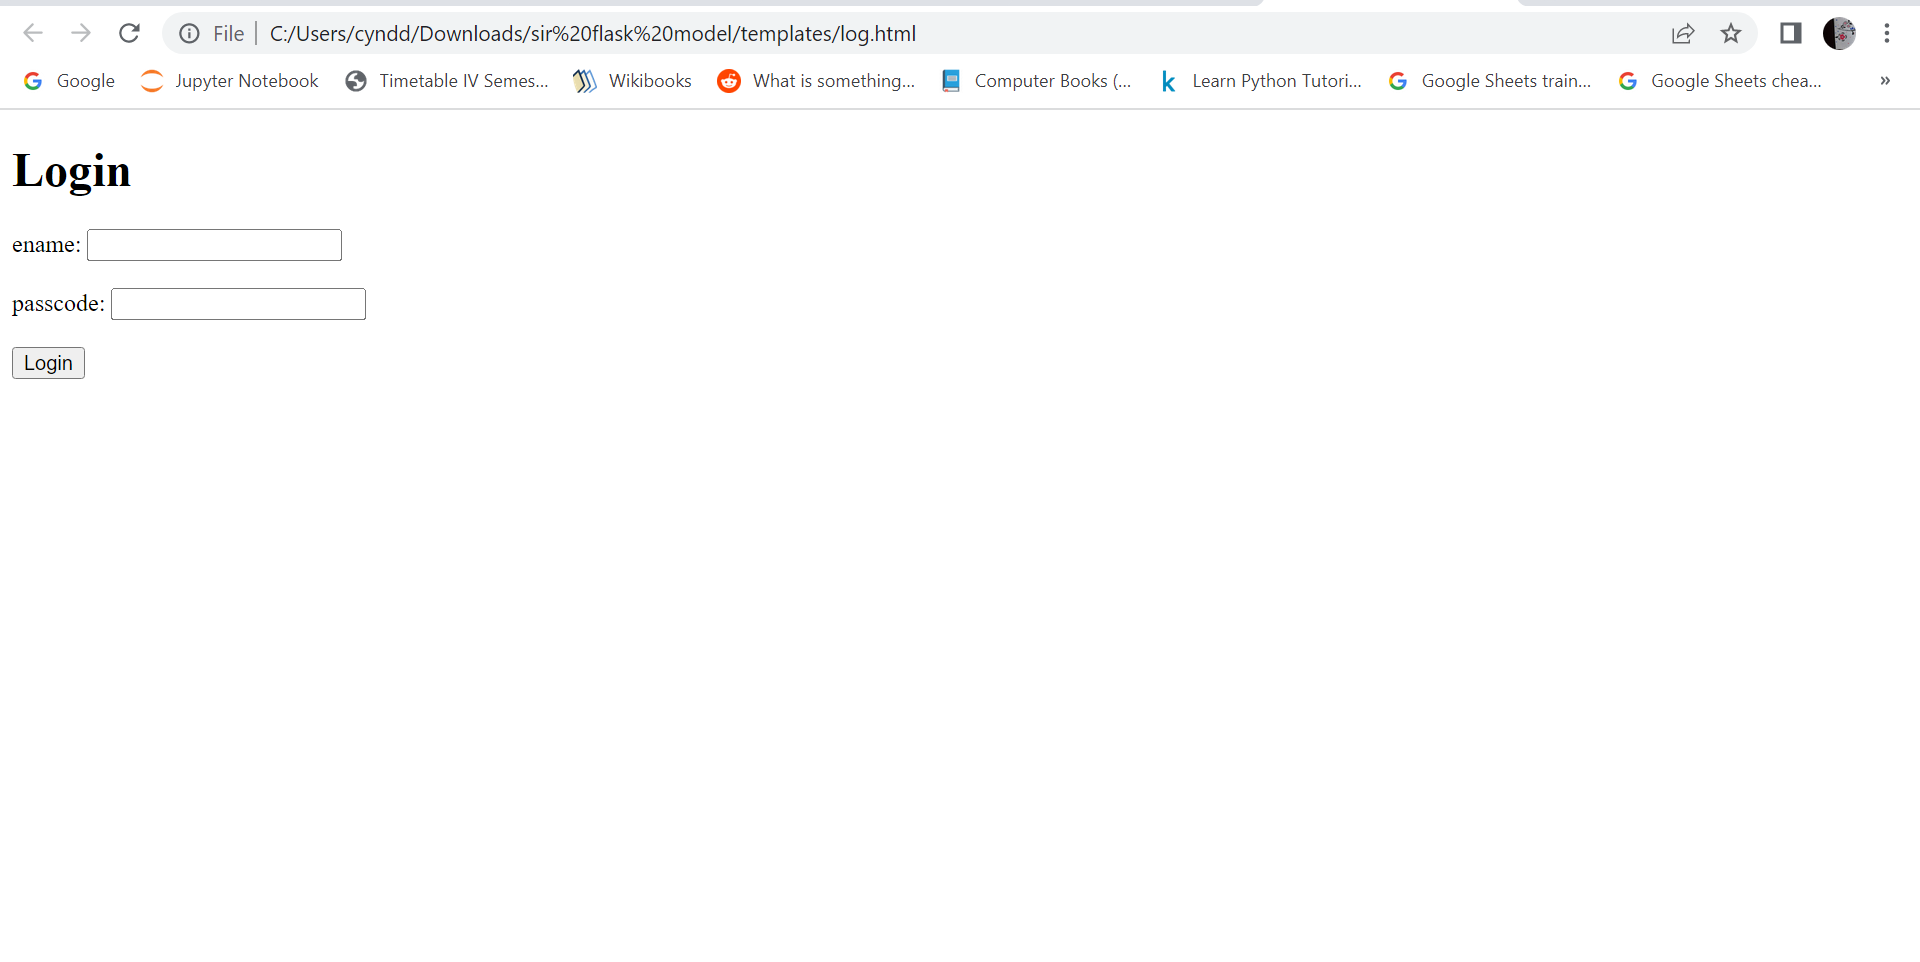 File | C:/Users/cyndd/Downloads/sir%20flask%20model/templates/log.html
Google Jupyter Notebook Timetable IV Semes... Wikibooks What is something... Computer Books (... Learn Python Tutori... Google Sheets train... Google Sheets chea... »
Login
ename:
passcode:
Login